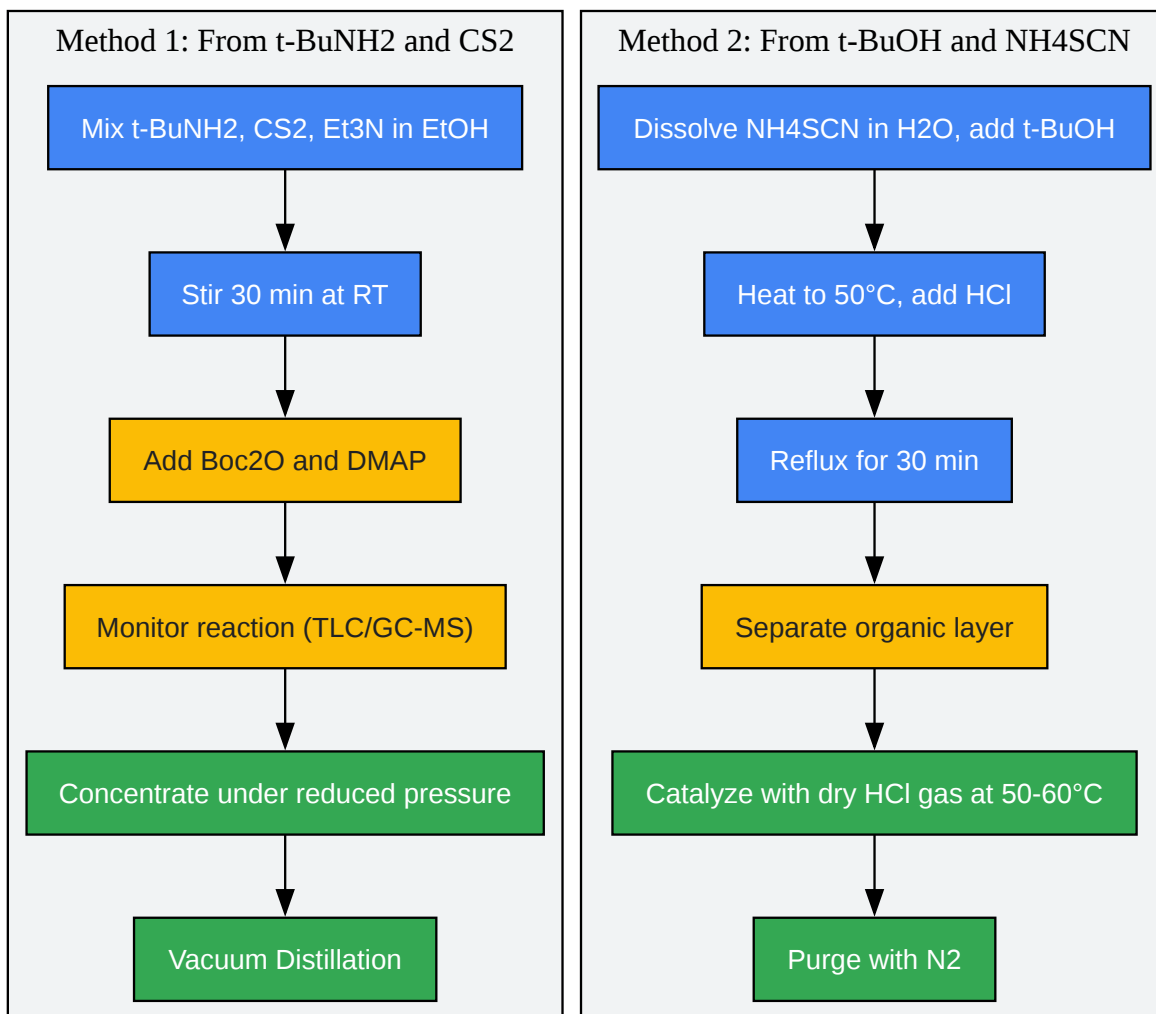 Method 1: From t-BuNH2 and CS2
Mix t-BuNH2, CS2, Et3N in EtOH
Stir 30 min at RT
Add Boc2O and DMAP
Monitor reaction (TLC/GC-MS)
Concentrate under reduced pressure
Vacuum Distillation
Method 2: From t-BuOH and NH4SCN
Dissolve NH4SCN in H2O, add t-BuOH
Heat to 50°C, add HCl
Reflux for 30 min
Separate organic layer
Catalyze with dry HCl gas at 50-60°C
Purge with N2